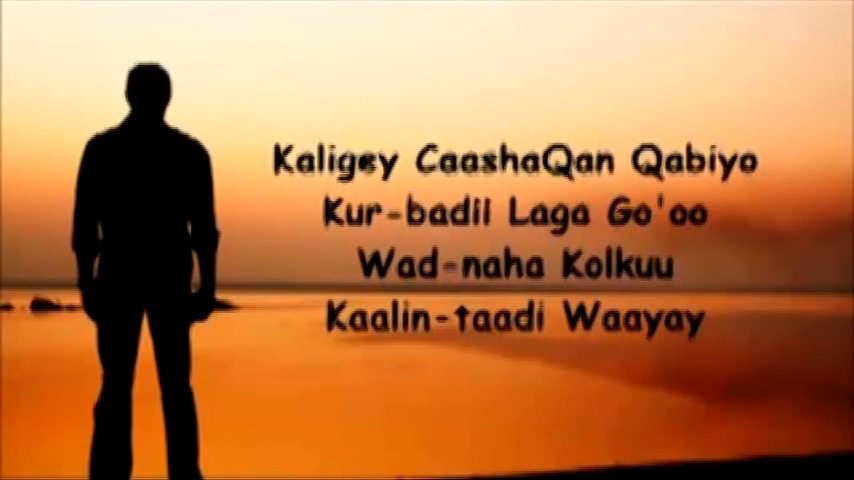 Kaligey CaashaQan Qabiyo
Kur-badii Laga Go'oo
Wad-naha Kolkuu
Kaalin-taadi Waayay